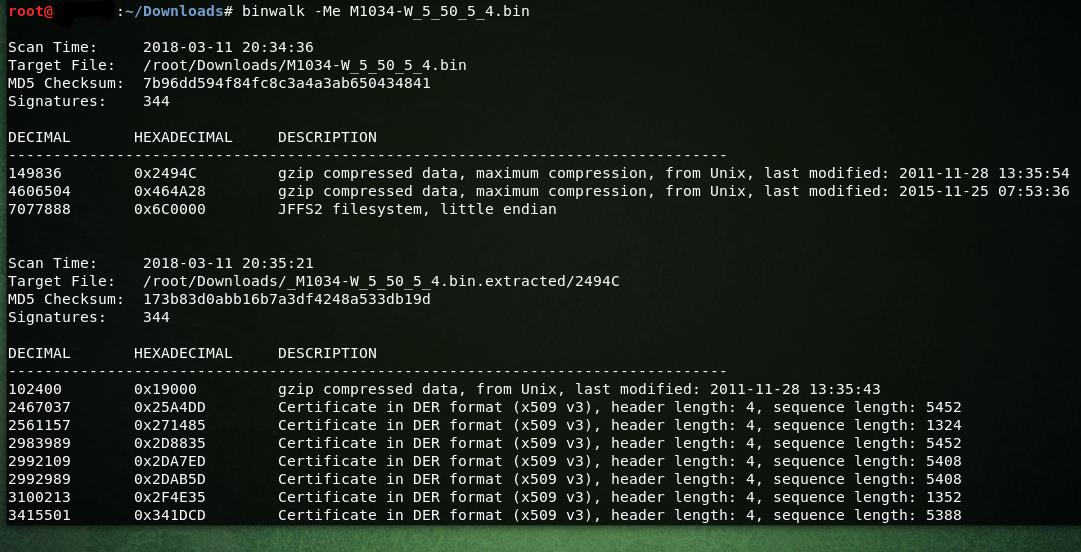 root@ :~/Downloads# binwalk -Me M1034-W_5_50_5_4.bin
Scan Time:     2018-03-11 20:34:36
Target File:   /root/Downloads/M1034-W_5_50_5_4.bin
MD5 Checksum:  7b96dd594f84fc8c3a4a3ab650434841
Signatures:    344
DECIMAL       HEXADECIMAL     DESCRIPTION
--------------------------------------------------------------------------------
149836        0x2494C         gzip compressed data, maximum compression, from Unix, last modified: 2011-11-28 13:35:54
4606504       0x464A28        gzip compressed data, maximum compression, from Unix, last modified: 2015-11-25 07:53:36
7077888       0x6C0000        JFFS2 filesystem, little endian
Scan Time:     2018-03-11 20:35:21
Target File:   /root/Downloads/_M1034-W_5_50_5_4.bin.extracted/2494C
MD5 Checksum:  173b83d0abb16b7a3df4248a533db19d
Signatures:    344
DECIMAL       HEXADECIMAL     DESCRIPTION
--------------------------------------------------------------------------------
102400        0x19000         gzip compressed data, from Unix, last modified: 2011-11-28 13:35:43
2467037       0x25A4DD        Certificate in DER format (x509 v3), header length: 4, sequence length: 5452
2561157       0x271485        Certificate in DER format (x509 v3), header length: 4, sequence length: 1324
2983989       0x2D8835        Certificate in DER format (x509 v3), header length: 4, sequence length: 5452
2992109       0x2DA7ED        Certificate in DER format (x509 v3), header length: 4, sequence length: 5408
2992989       0x2DAB5D        Certificate in DER format (x509 v3), header length: 4, sequence length: 5408
3100213       0x2F4E35        Certificate in DER format (x509 v3), header length: 4, sequence length: 1352
3415501       0x341DCD        Certificate in DER format (x509 v3), header length: 4, sequence length: 5388